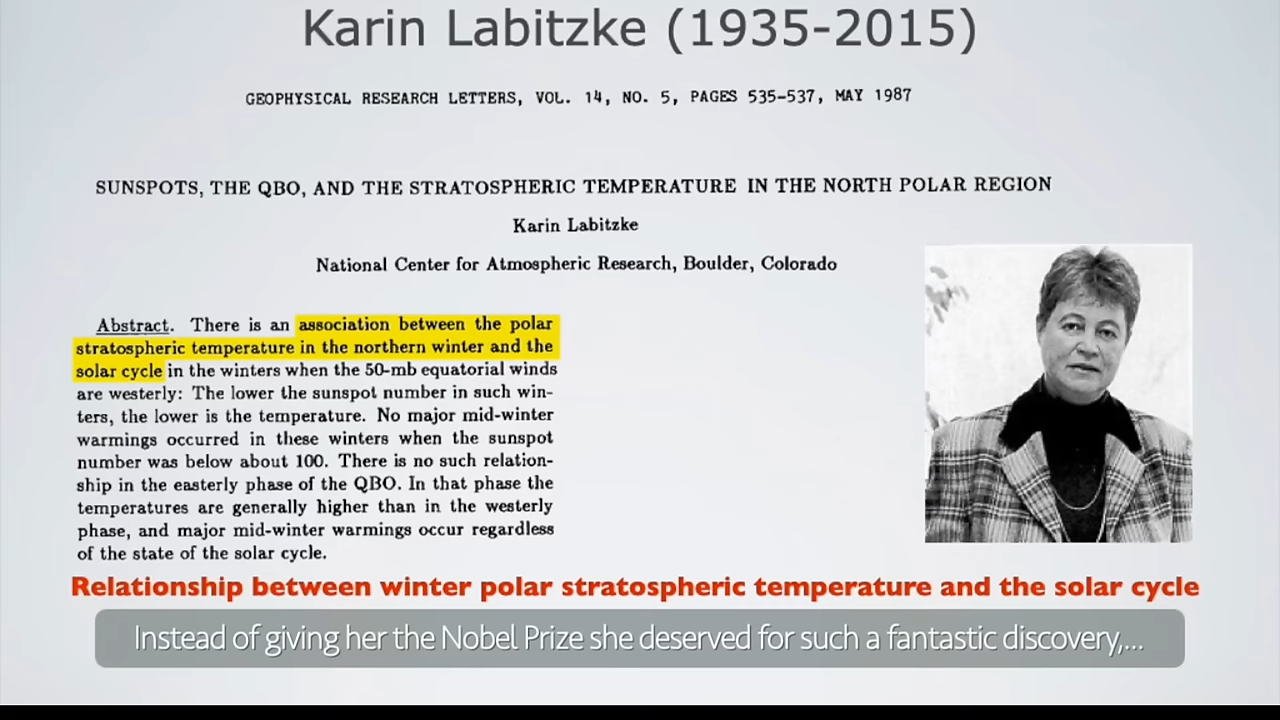 Karin Labitzke (1935-2015)
GEOPHYSICAL RESEARCH LETTERS, VOL. 14, NO. 5, PAGES 535-537, MAY 1987
SUNSPOTS, THE QBO, AND THE STRATOSPHERIC TEMPERATURE IN THE NORTH POLAR REGION
Karin Labitzke
National Center for Atmospheric Research, Boulder, Colorado
Abstract. There is an association between the polar
stratospheric temperature in the northern winter and the
solar cycle in the winters when the 50-mb equatorial winds
are westerly: The lower the sunspot number in such win-
ters, the lower is the temperature. No major mid-winter
warmings occurred in these winters when the sunspot
number was below about 100. There is no such relation-
ship in the easterly phase of the QBO. In that phase the
temperatures are generally higher than in the westerly
phase, and major mid-winter warmings occur regardless
of the state of the solar cycle.
Relationship between winter polar stratospheric temperature and the solar cycle
Instead of giving her the Nobel Prize she deserved for such a fantastic discovery,...